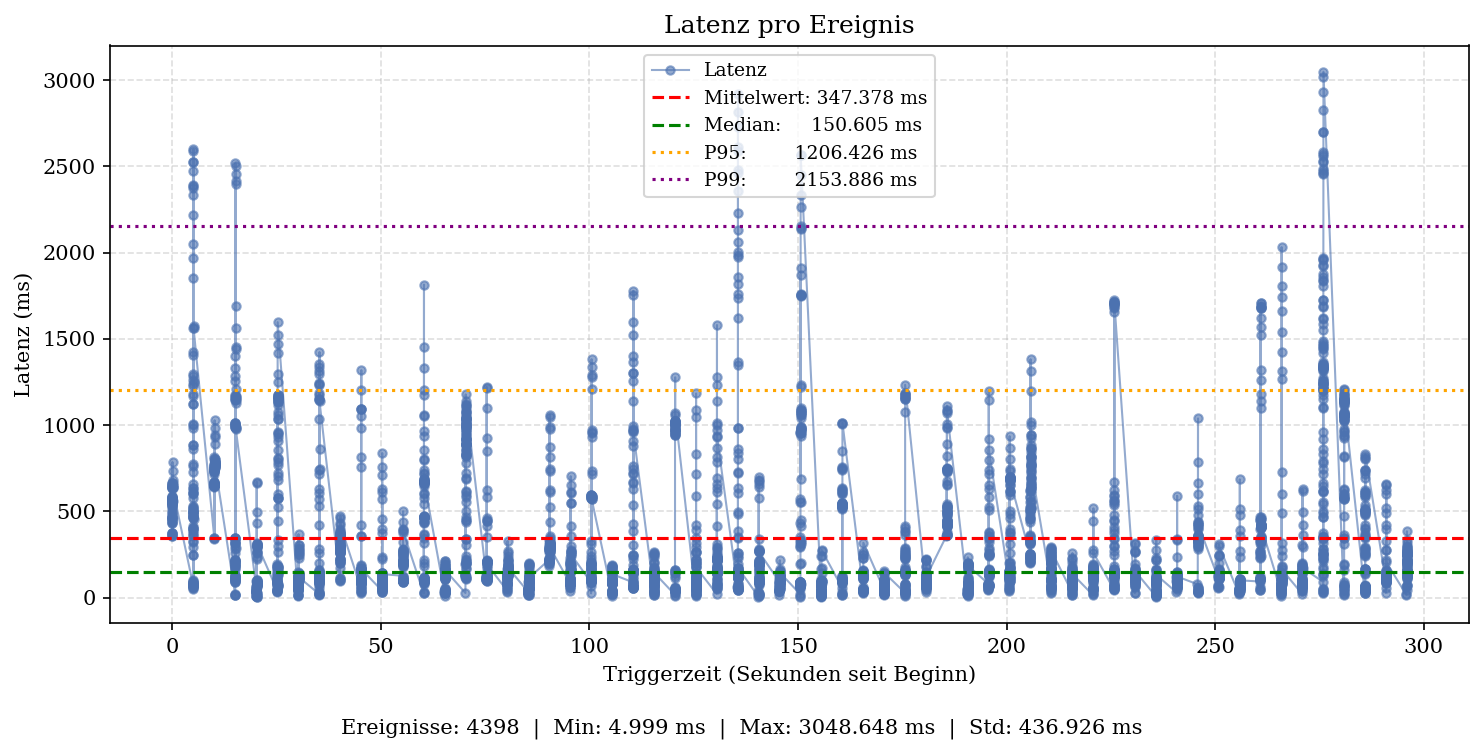 Latenz pro Ereignis
Latenz (ms)
3000
2500
2000
1500
1000
500
0
Latenz
Mittelwert: 347.378 ms
Median: 150.605 ms
P95: 1206.426 ms
P99: 2153.886 ms
0 50 100 150 200 250 300
Triggerzeit (Sekunden seit Beginn)
Ereignisse: 4398 | Min: 4.999 ms | Max: 3048.648 ms | Std: 436.926 ms